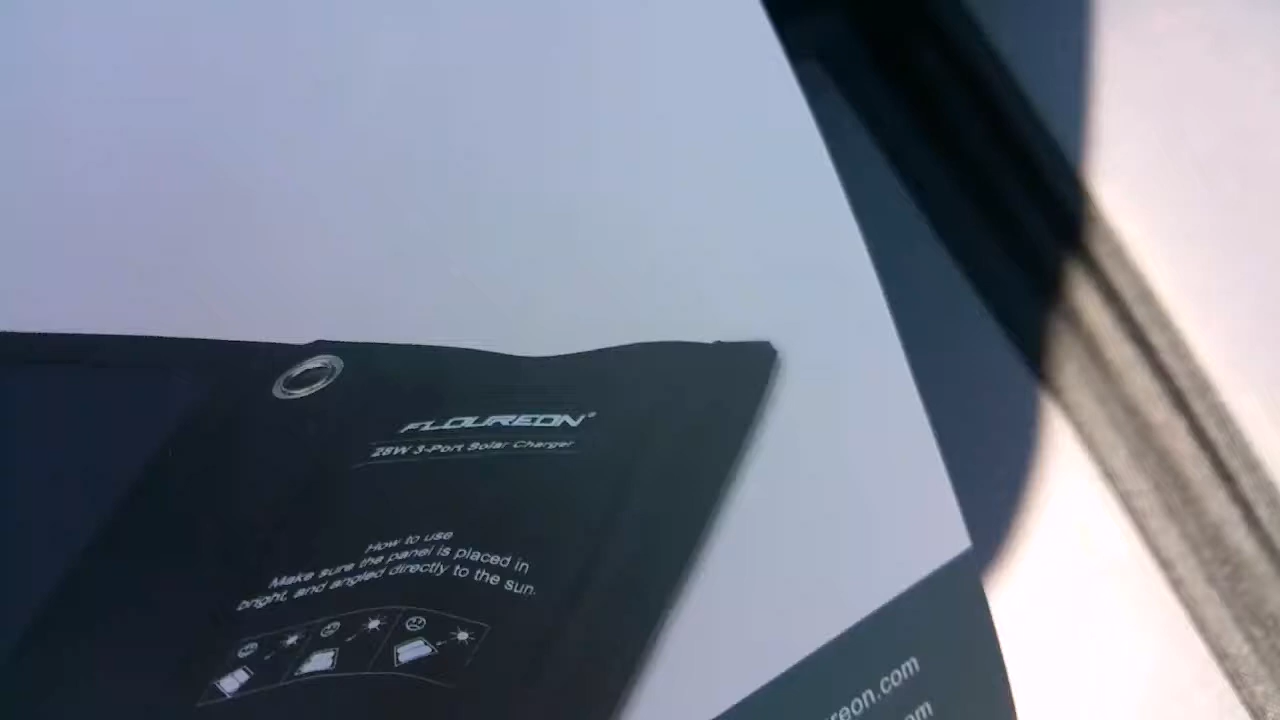 FLOUREON®
28W 3-Port Solar Charger
How to use
Make sure the panel is placed in
bright, and angled directly to the sun.
reon.com
om